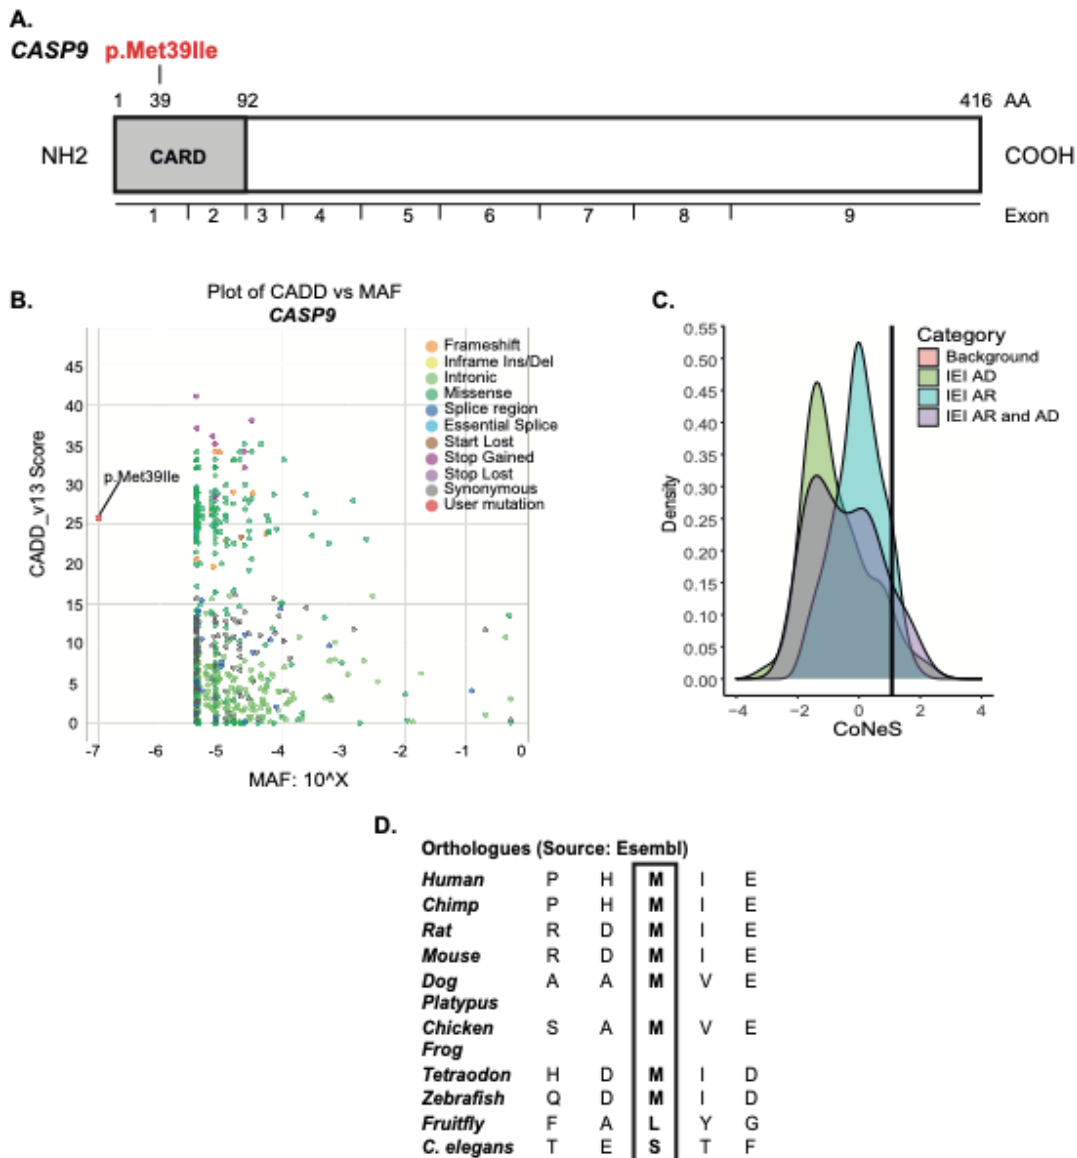 A.
CASP9 p.Met39Ile
1 39 92 416 AA
NH2 CARD COOH
1 2 3 4 5 6 7 8 9 Exon
B.
Plot of CADD vs MAF
CASP9
Frameshift
Inframe Ins/Del
Intronic
Missense
Splice region
Essential Splice
Start Lost
Stop Gained
Stop Lost
Synonymous
User mutation
p.Met39Ile
CADD_v13 Score
45
40
35
30
25
20
15
10
5
0
-7 -6 -5 -4 -3 -2 -1 0
MAF: 10^X
C.
Category
Background
IEI AD
IEI AR
IEI AR and AD
Density
0.55
0.50
0.45
0.40
0.35
0.30
0.25
0.20
0.15
0.10
0.05
0.00
−4 −2 0 2 4
CoNeS
D.
Orthologues (Source: Esembl)
Human P H M I E
Chimp P H M I E
Rat R D M I E
Mouse R D M I E
Dog A A M V E
Platypus
Chicken S A M V E
Frog
Tetraodon H D M I D
Zebrafish Q D M I D
Fruitfly F A L Y G
C. elegans T E S T F